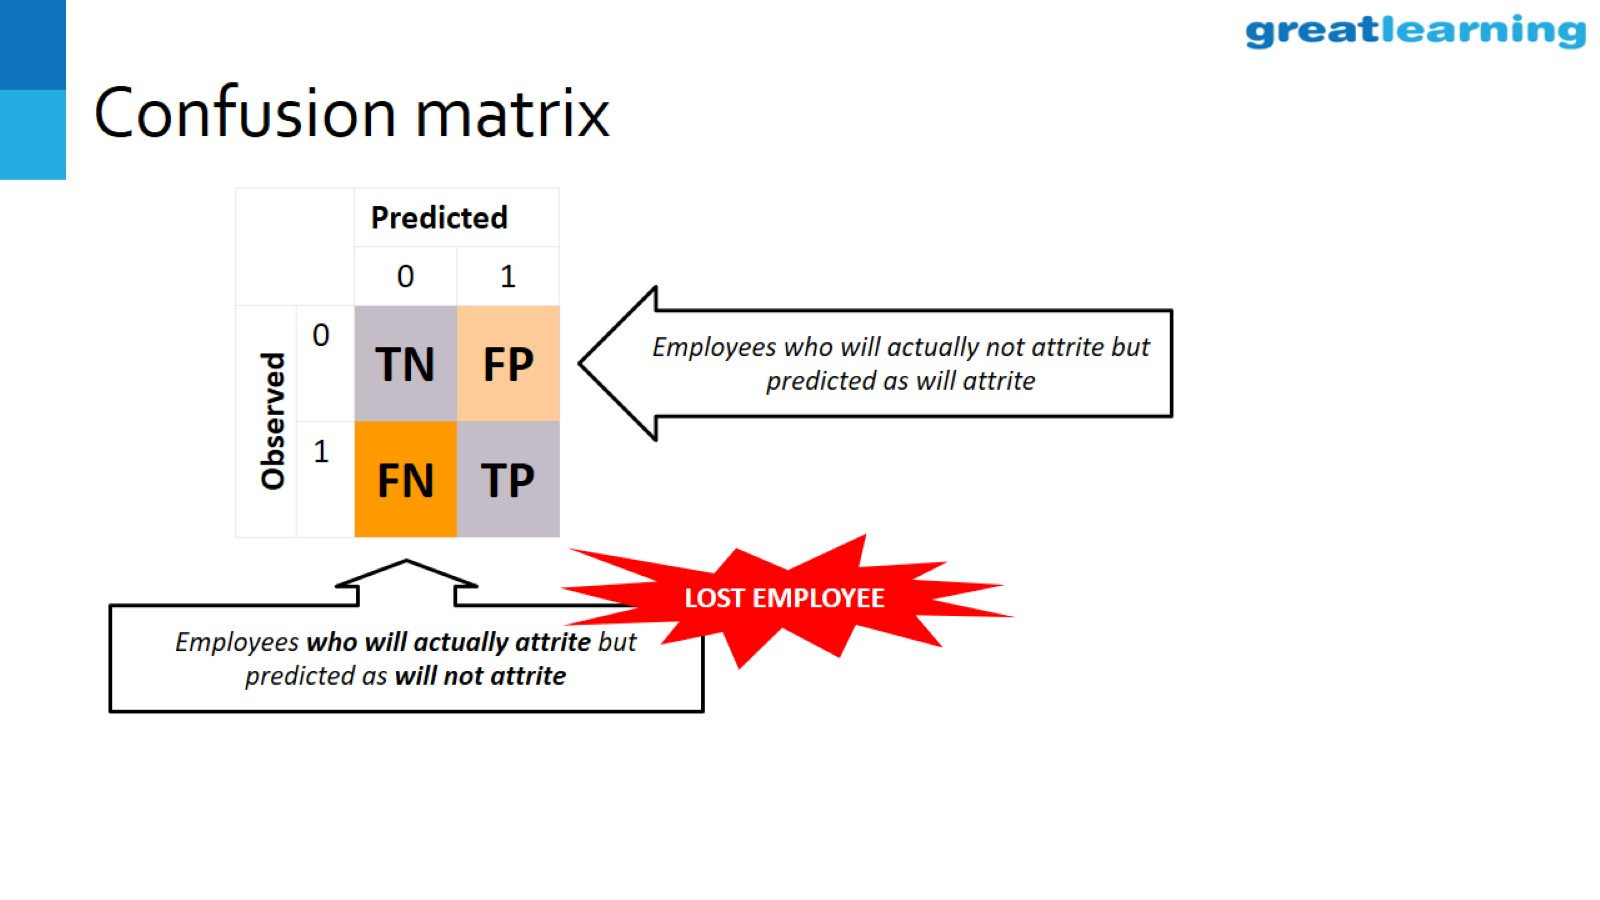 greatlearning
Confusion matrix
Predicted
0 1
Observed
0
TN FP
1
FN TP
Employees who will actually not attrite but
predicted as will attrite
LOST EMPLOYEE
Employees who will actually attrite but
predicted as will not attrite